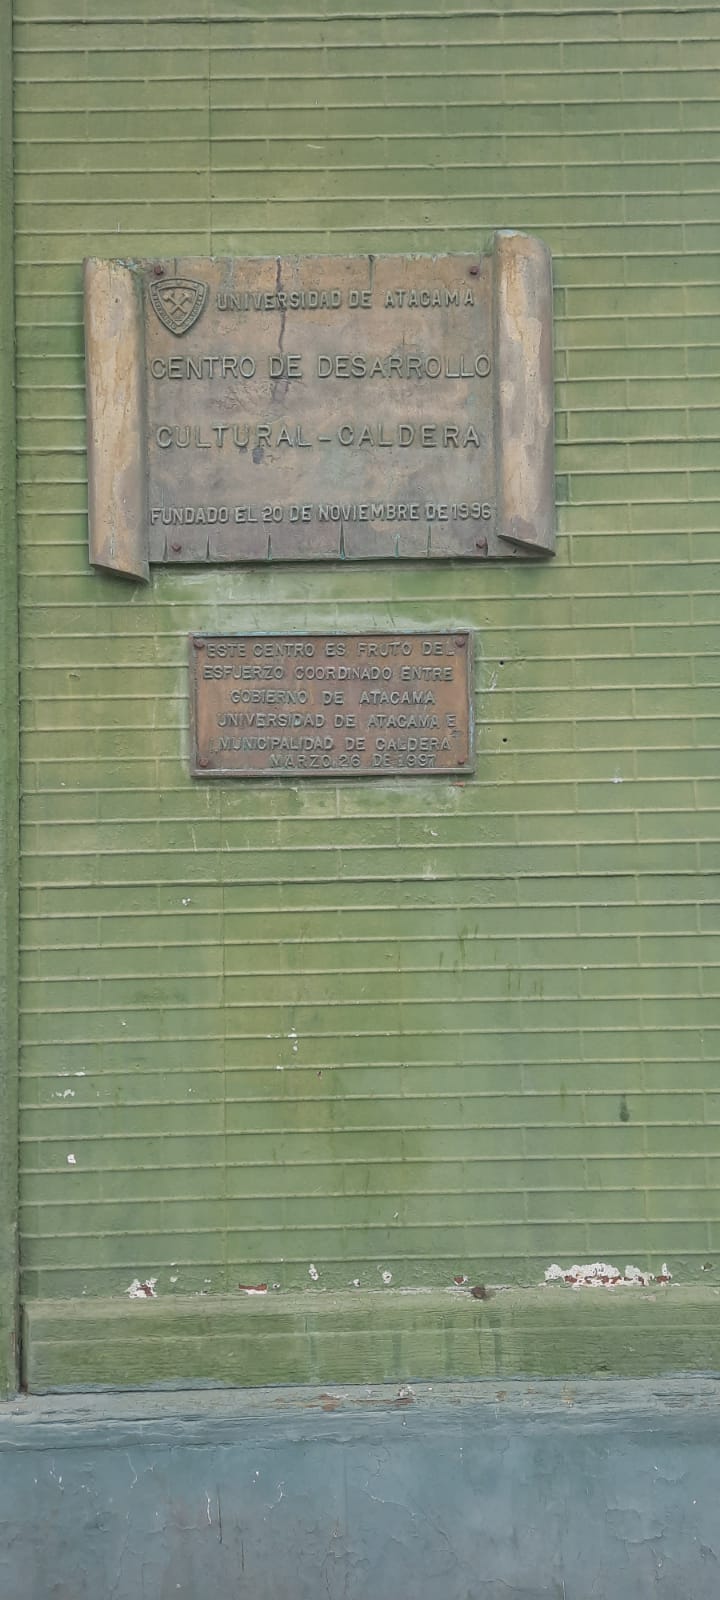 UNIVERSIDAD DE ATACAMA
CENTRO DE DESARROLLO
CULTURAL-CALDERA
FUNDADO EL 20 DE NOVIEMBRE DE 1996
ESTE CENTRO ES FRUTO DEL
ESFUERZO COORDINADO ENTRE
GOBIERNO DE ATACAMA
UNIVERSIDAD DE ATACAMA E
MUNICIPALIDAD DE CALDERA
MARZO 26 DE 1997